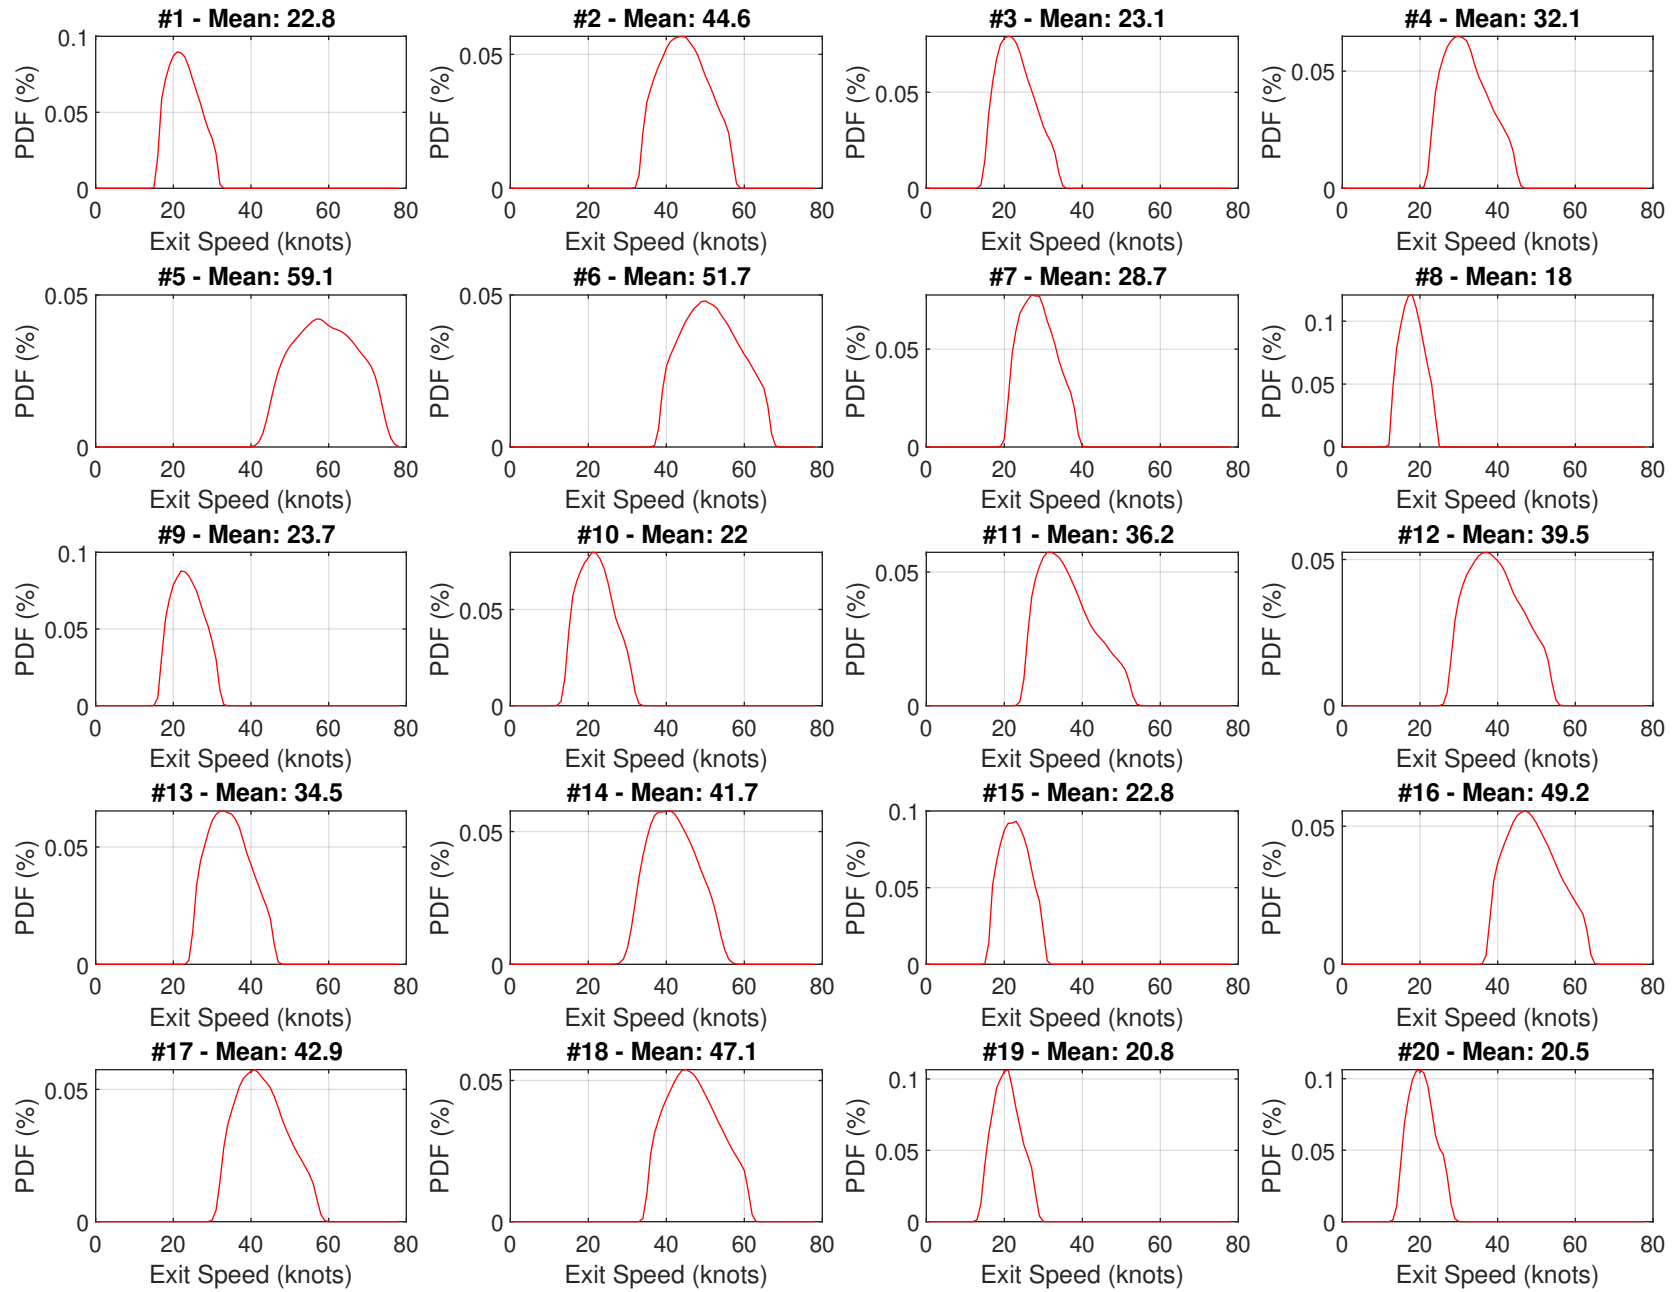 #1 - Mean: 22.8
PDF (%)
0.1
0.05
0
0 20 40 60 80
Exit Speed (knots)
#2 - Mean: 44.6
PDF (%)
0.05
0
0 20 40 60 80
Exit Speed (knots)
#3 - Mean: 23.1
PDF (%)
0.05
0
0 20 40 60 80
Exit Speed (knots)
#4 - Mean: 32.1
PDF (%)
0.05
0
0 20 40 60 80
Exit Speed (knots)
#5 - Mean: 59.1
PDF (%)
0.05
0
0 20 40 60 80
Exit Speed (knots)
#6 - Mean: 51.7
PDF (%)
0.05
0
0 20 40 60 80
Exit Speed (knots)
#7 - Mean: 28.7
PDF (%)
0.05
0
0 20 40 60 80
Exit Speed (knots)
#8 - Mean: 18
PDF (%)
0.1
0.05
0
0 20 40 60 80
Exit Speed (knots)
#9 - Mean: 23.7
PDF (%)
0.1
0.05
0
0 20 40 60 80
Exit Speed (knots)
#10 - Mean: 22
PDF (%)
0.05
0
0 20 40 60 80
Exit Speed (knots)
#11 - Mean: 36.2
PDF (%)
0.05
0
0 20 40 60 80
Exit Speed (knots)
#12 - Mean: 39.5
PDF (%)
0.05
0
0 20 40 60 80
Exit Speed (knots)
#13 - Mean: 34.5
PDF (%)
0.05
0
0 20 40 60 80
Exit Speed (knots)
#14 - Mean: 41.7
PDF (%)
0.05
0
0 20 40 60 80
Exit Speed (knots)
#15 - Mean: 22.8
PDF (%)
0.1
0.05
0
0 20 40 60 80
Exit Speed (knots)
#16 - Mean: 49.2
PDF (%)
0.05
0
0 20 40 60 80
Exit Speed (knots)
#17 - Mean: 42.9
PDF (%)
0.05
0
0 20 40 60 80
Exit Speed (knots)
#18 - Mean: 47.1
PDF (%)
0.05
0
0 20 40 60 80
Exit Speed (knots)
#19 - Mean: 20.8
PDF (%)
0.1
0.05
0
0 20 40 60 80
Exit Speed (knots)
#20 - Mean: 20.5
PDF (%)
0.1
0.05
0
0 20 40 60 80
Exit Speed (knots)